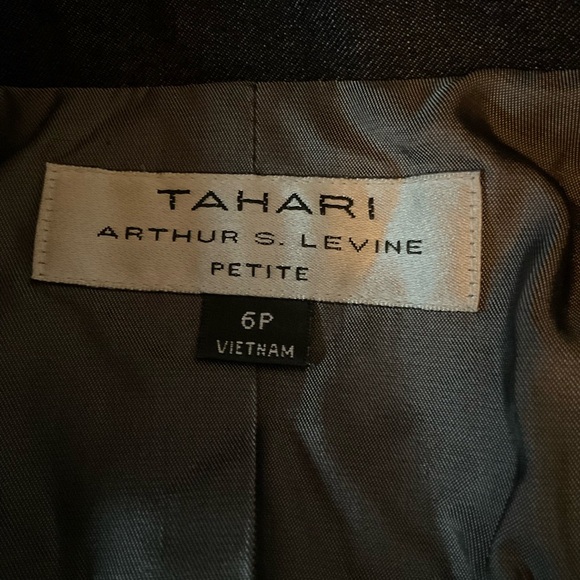 TAHARI
ARTHUR S. LEVINE
PETITE
6P
VIETNAM